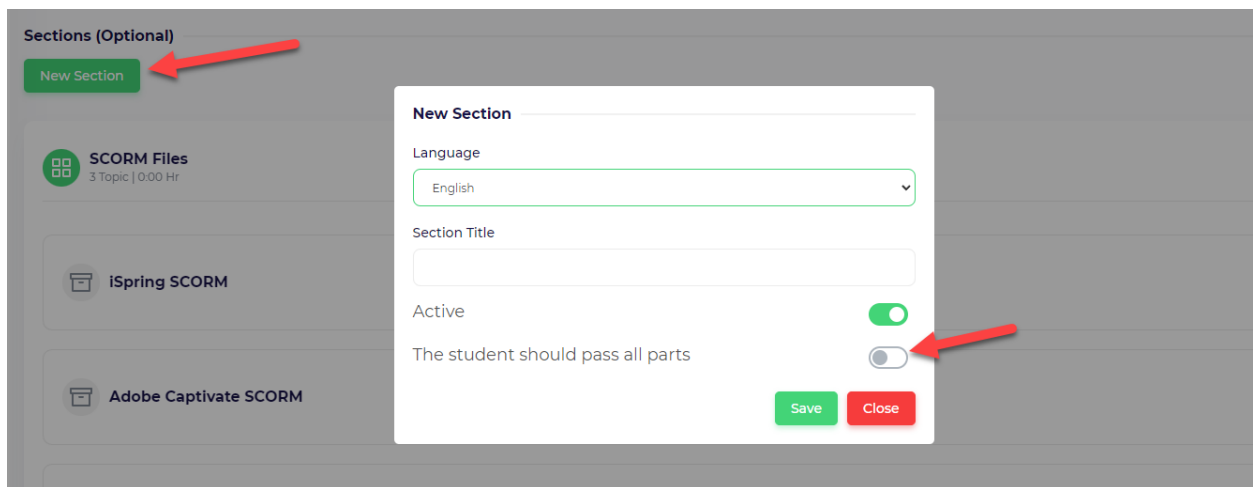 Sections (Optional)
New Section
SCORM Files
3 Topic | 0:00 Hr
iSpring SCORM
Adobe Captivate SCORM
New Section
Language
English
Section Title
Active
The student should pass all parts
Save Close